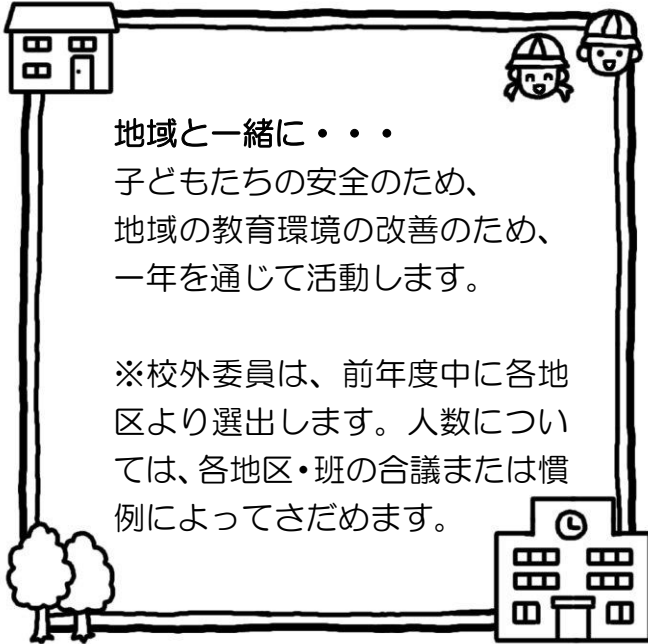 地域と一緒に・・・
子どもたちの安全のため、
地域の教育環境の改善のため、
一年を通じて活動します。
※校外委員は、前年度中に各地
区より選出します。人数につい
ては、各地区・班の合議または慣
例によってさだめます。